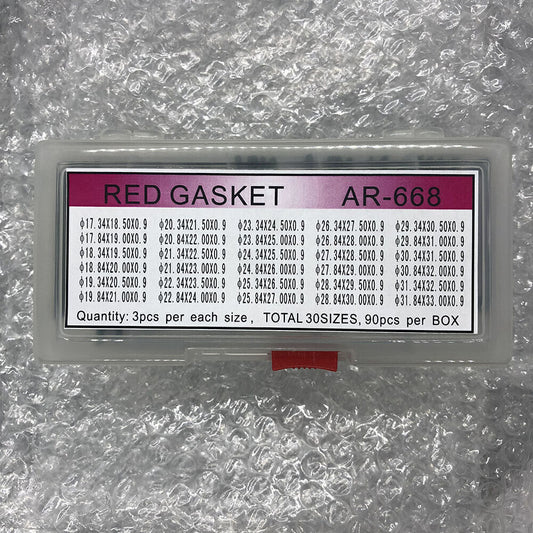 RED GASKET AR-668
φ17.34X18.50X0.9 φ20.34X21.50X0.9 φ23.34X24.50X0.9 φ26.34X27.50X0.9 φ29.34X30.50X0.9
φ17.84X19.00X0.9 φ20.84X22.00X0.9 φ23.84X25.00X0.9 φ26.84X28.00X0.9 φ29.84X31.00X0.9
φ18.34X19.50X0.9 φ21.34X22.50X0.9 φ24.34X25.50X0.9 φ27.34X28.50X0.9 φ30.34X31.50X0.9
φ18.84X20.00X0.9 φ21.84X23.00X0.9 φ24.84X26.00X0.9 φ27.84X29.00X0.9 φ30.84X32.00X0.9
φ19.34X20.50X0.9 φ22.34X23.50X0.9 φ25.34X26.50X0.9 φ28.34X29.50X0.9 φ31.34X32.50X0.9
φ19.84X21.00X0.9 φ22.84X24.00X0.9 φ25.84X27.00X0.9 φ28.84X30.00X0.9 φ31.84X33.00X0.9
Quantity: 3pcs per each size, TOTAL 30SIZES, 90pcs per BOX